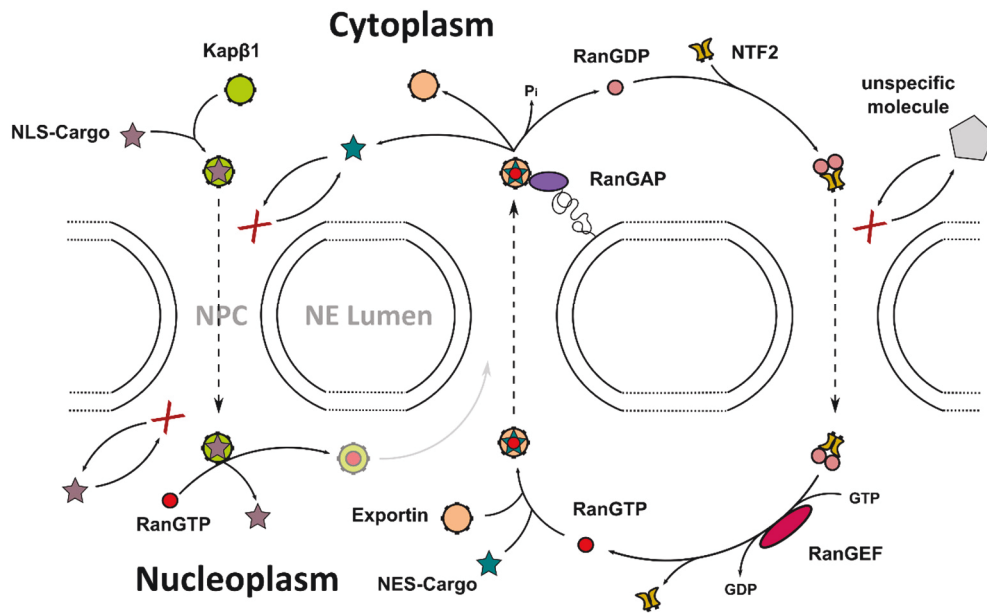 Cytoplasm
Kapβ1
RanGDP
NTF2
Pi
unspecific
molecule
NLS-Cargo
RanGAP
NPC
NE Lumen
RanGTP
Exportin
RanGTP
GTP
RanGEF
NES-Cargo
GDP
Nucleoplasm